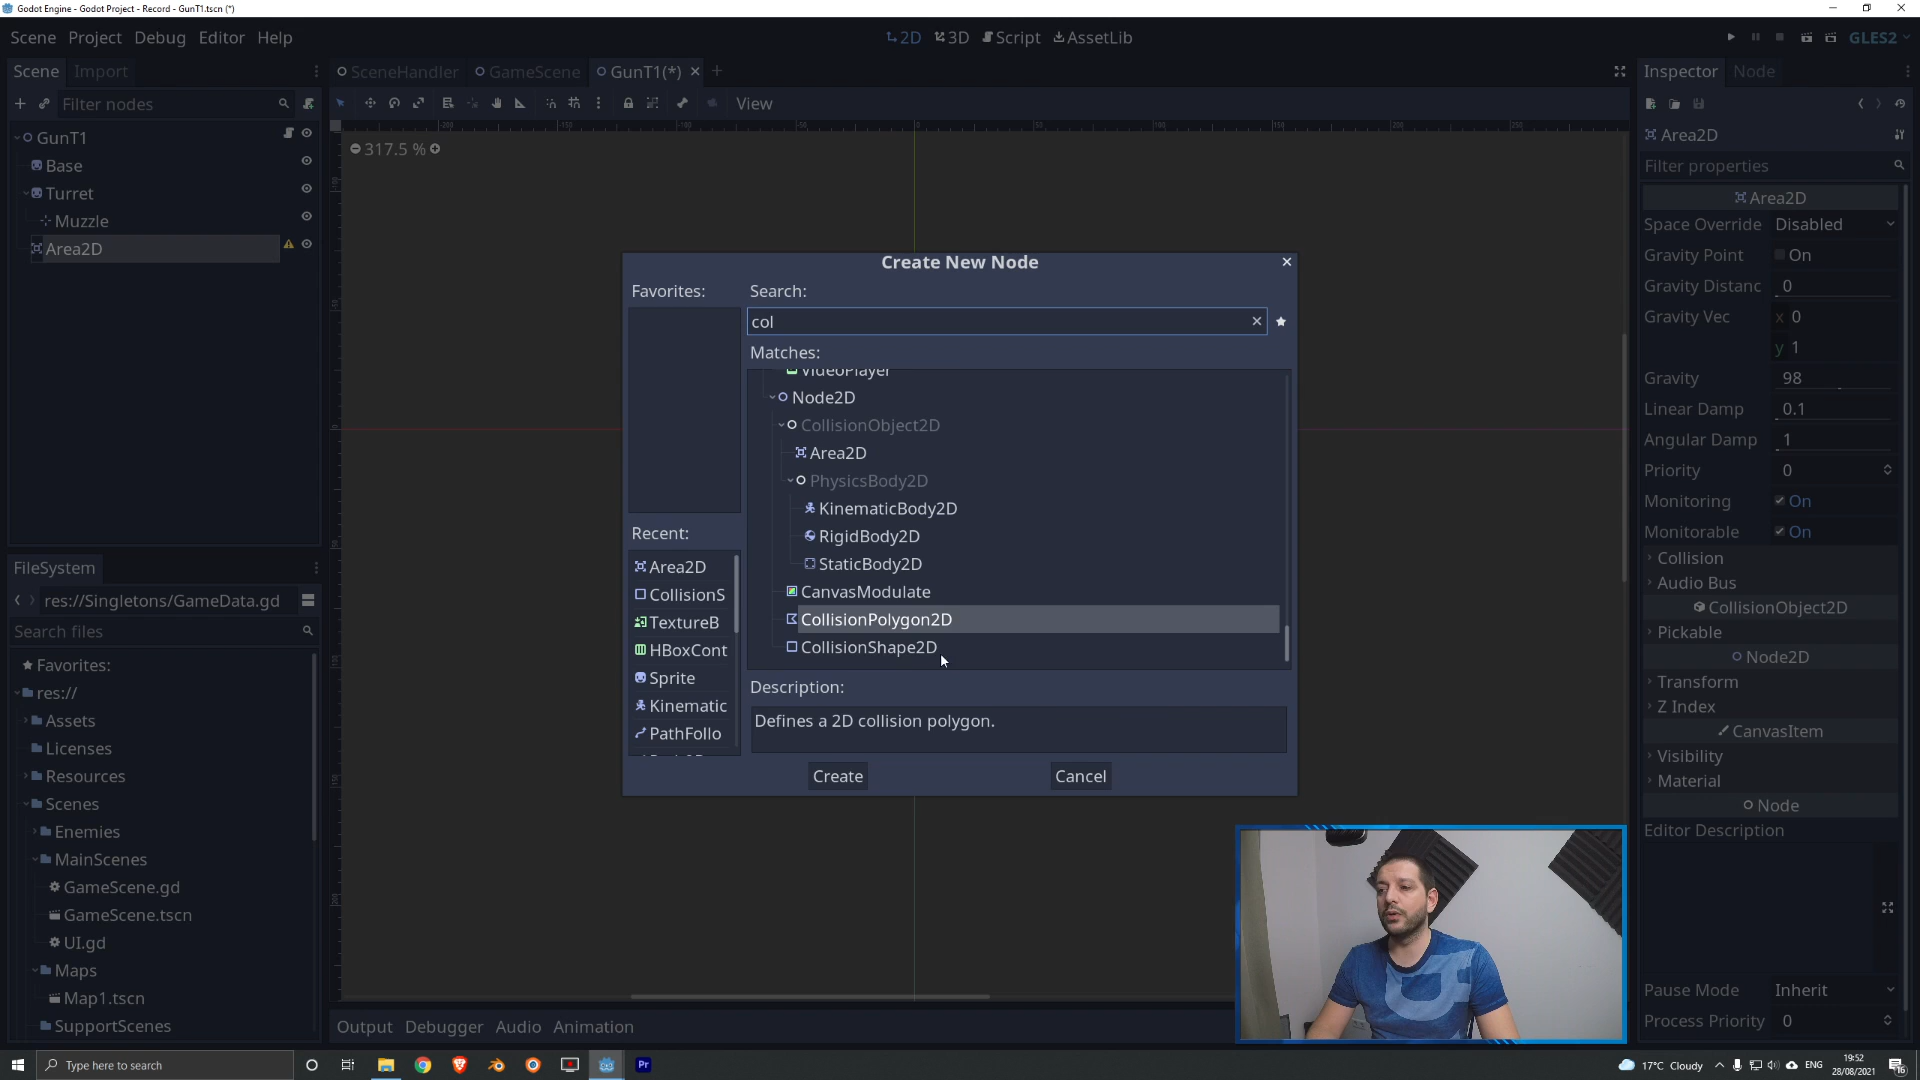 Godot Engine - Godot Project - Record - GunT1.tscn (*)
Scene Project Debug Editor Help
2D 3D Script AssetLib
GLES2
Scene Import
SceneHandler GameScene GunT1(*)
Inspector Node
Filter nodes
View
GunT1
Base
Turret
Muzzle
Area2D
317.5 %
Create New Node
Favorites:
Search:
col
Matches:
VideoPlayer
Node2D
CollisionObject2D
Area2D
PhysicsBody2D
KinematicBody2D
RigidBody2D
StaticBody2D
CanvasModulate
CollisionPolygon2D
CollisionShape2D
Recent:
Area2D
CollisionS
TextureB
HBoxCont
Sprite
Kinematic
PathFollo
Description:
Defines a 2D collision polygon.
Create Cancel
Area2D
Filter properties
Area2D
Space Override Disabled
Gravity Point On
Gravity Distanc 0
Gravity Vec x 0
y 1
Gravity 98
Linear Damp 0.1
Angular Damp 1
Priority 0
Monitoring On
Monitorable On
Collision
Audio Bus
CollisionObject2D
Pickable
Node2D
Transform
Z Index
CanvasItem
Visibility
Material
Node
Editor Description
Pause Mode Inherit
Process Priority 0
FileSystem
res://Singletons/GameData.gd
Search files
Favorites:
res://
Assets
Licenses
Resources
Scenes
Enemies
MainScenes
GameScene.gd
GameScene.tscn
UI.gd
Maps
Map1.tscn
SupportScenes
Output Debugger Audio Animation
Type here to search
Pr
17°C Cloudy
ENG
19:52
28/08/2021
16